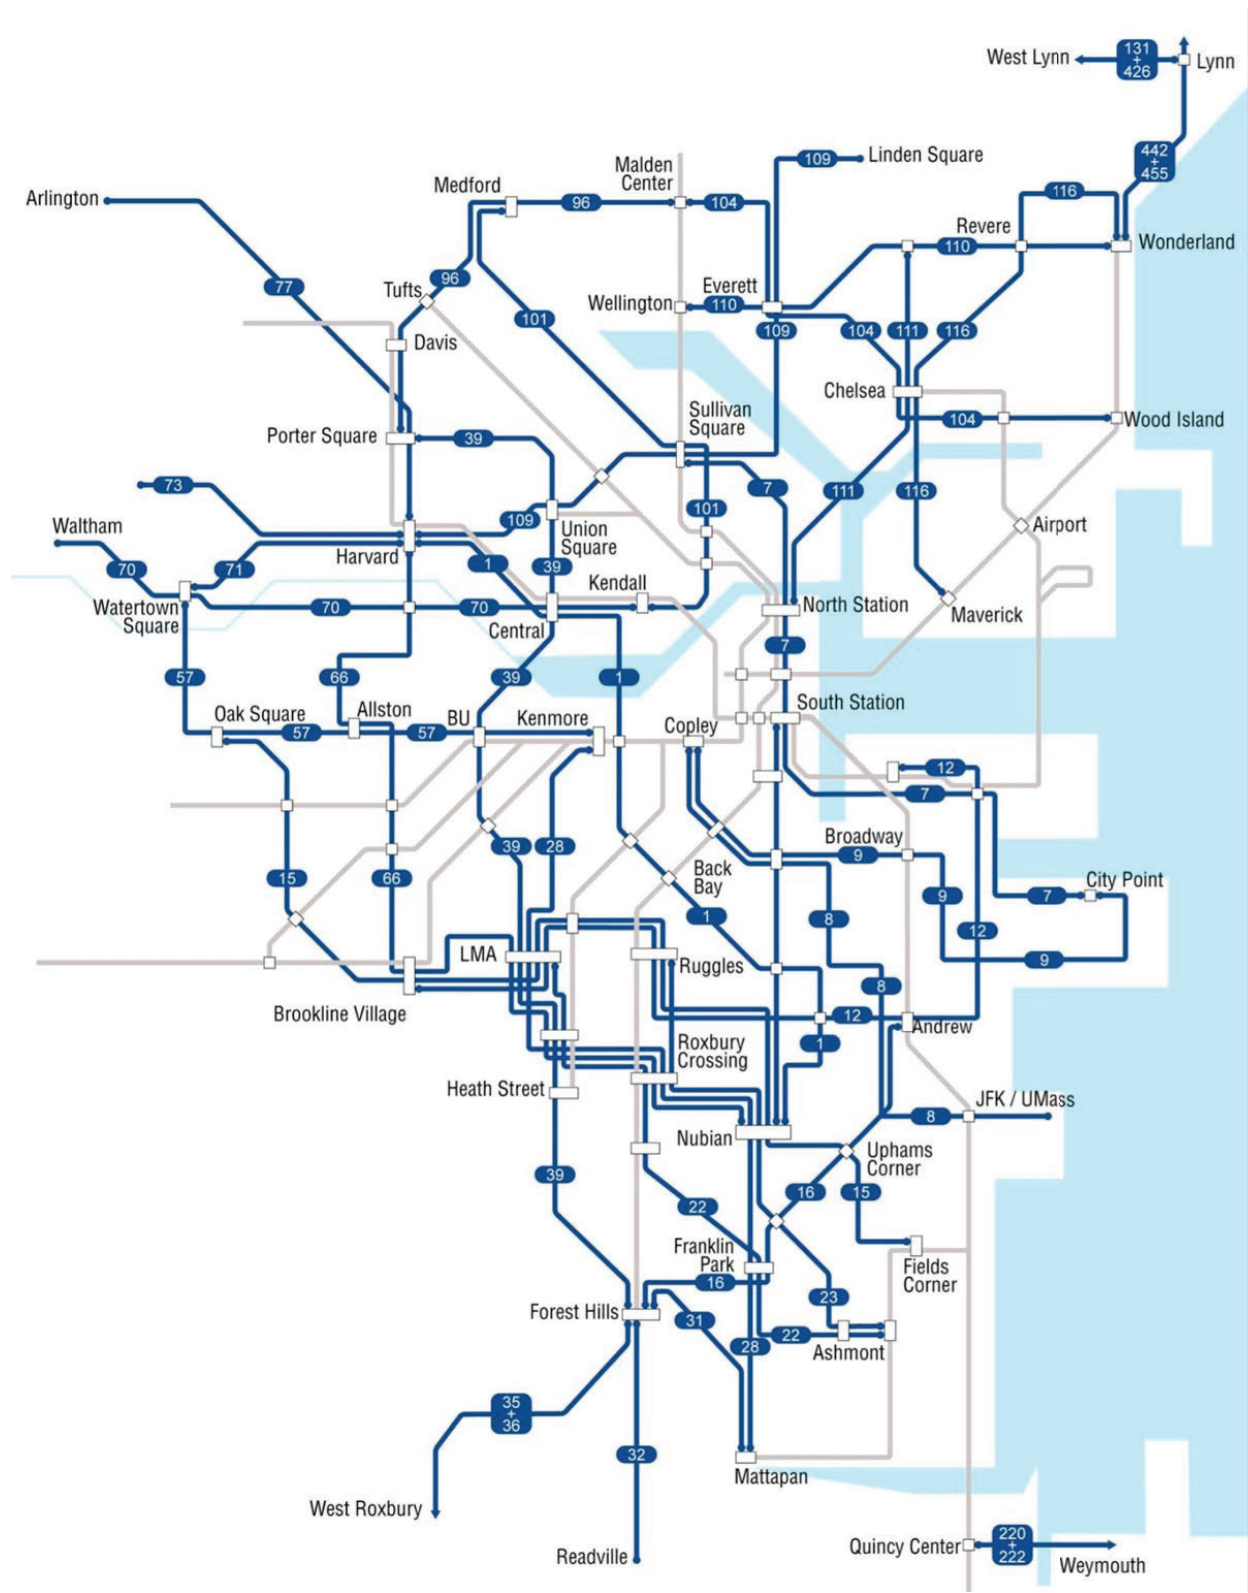 131
+
426
West Lynn
Lynn
442
+
455
109
Linden Square
Malden
Center
Medford
96
104
116
Arlington
Revere
110
Wonderland
77
96
Tufts
Wellington
Everett
110
101
109
104
111
116
Davis
Chelsea
Sullivan
Square
104
Wood Island
Porter Square
39
73
7
111
116
101
109
Union
Square
Airport
Waltham
Harvard
1
39
70
71
Kendall
Watertown
Square
70
70
North Station
Maverick
Central
7
57
66
39
1
South Station
Oak Square
Allston
BU
Kenmore
Copley
57
57
12
7
Broadway
39
28
9
15
66
Back
Bay
City Point
9
7
1
8
12
LMA
Ruggles
9
8
Brookline Village
12
Andrew
Roxbury
Crossing
1
Heath Street
JFK / UMass
8
Nubian
Uphams
Corner
39
16
15
22
Franklin
Park
Fields
Corner
16
23
Forest Hills
31
22
28
Ashmont
35
+
36
32
Mattapan
West Roxbury
Readville
Quincy Center
220
+
222
Weymouth